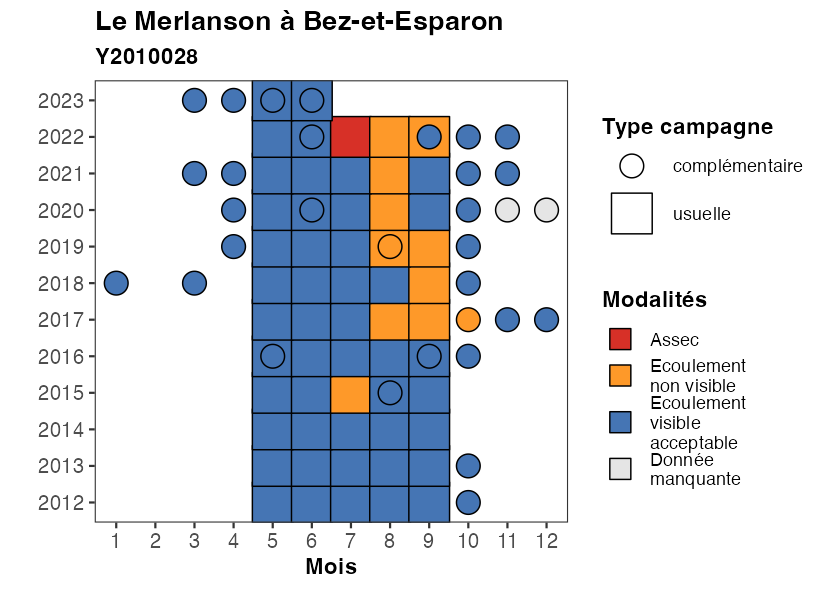 Le Merlanson à Bez-et-Esparon
Y2010028
2023
2022
2021
2020
2019
2018
2017
2016
2015
2014
2013
2012
1 2 3 4 5 6 7 8 9 10 11 12
Mois
Type campagne
complémentaire
usuelle
Modalités
Assec
Ecoulement
non visible
Ecoulement
visible
acceptable
Donnée
manquante